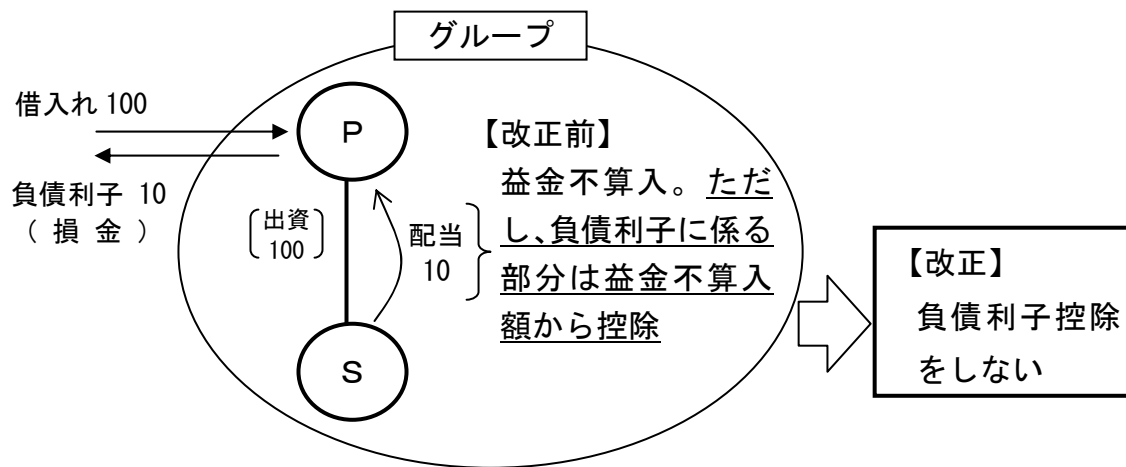 グループ
借入れ 100
負債利子 10
(損金)
P
出資
100
S
配当
10
【改正前】
益金不算入。ただ
し、負債利子に係る
部分は益金不算入
額から控除
【改正】
負債利子控除
をしない